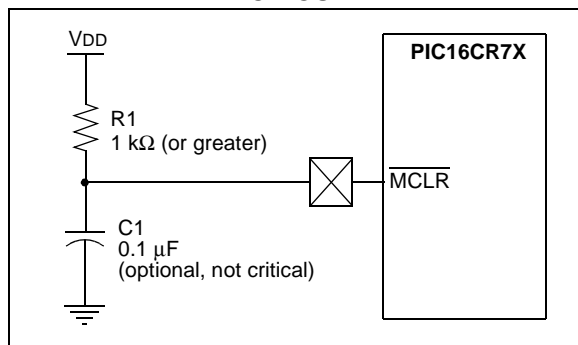 VDD
PIC16CR7X
R1
1 kΩ (or greater)
MCLR
C1
0.1 μF
(optional, not critical)